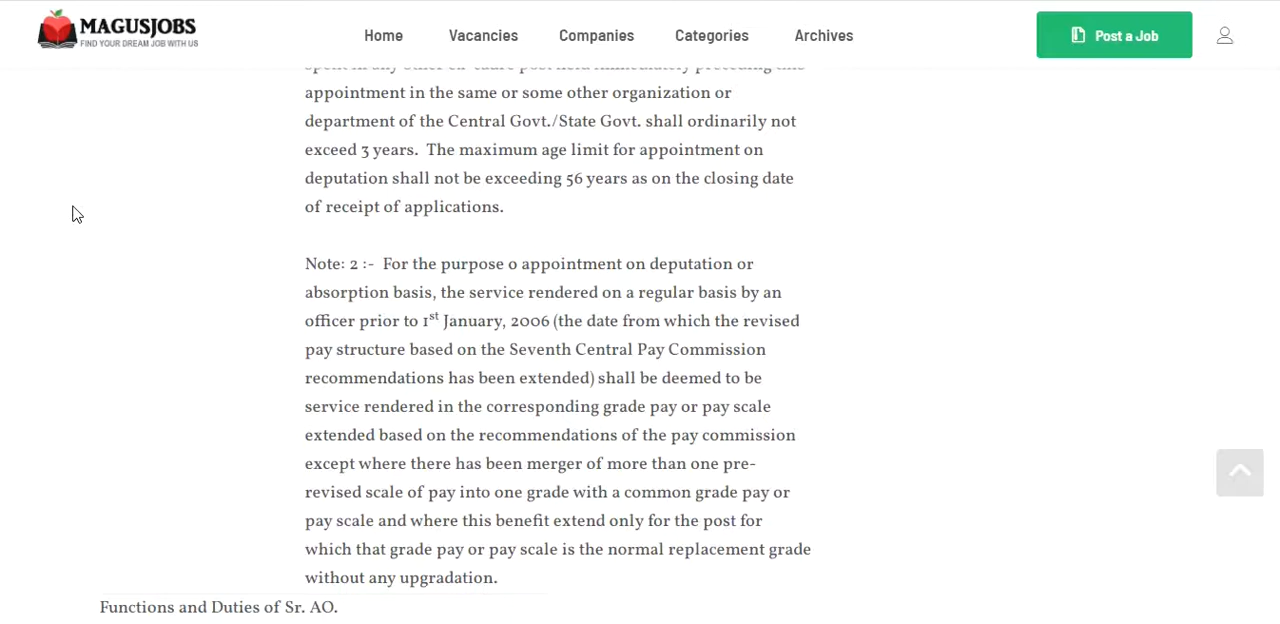 MAGUSJOBS
FIND YOUR DREAM JOB WITH US
Home
Vacancies
Companies
Categories
Archives
Post a Job
appointment in the same or some other organization or
department of the Central Govt./State Govt. shall ordinarily not
exceed 3 years. The maximum age limit for appointment on
deputation shall not be exceeding 56 years as on the closing date
of receipt of applications.
Note: 2 :- For the purpose o appointment on deputation or
absorption basis, the service rendered on a regular basis by an
officer prior to 1st January, 2006 (the date from which the revised
pay structure based on the Seventh Central Pay Commission
recommendations has been extended) shall be deemed to be
service rendered in the corresponding grade pay or pay scale
extended based on the recommendations of the pay commission
except where there has been merger of more than one pre-
revised scale of pay into one grade with a common grade pay or
pay scale and where this benefit extend only for the post for
which that grade pay or pay scale is the normal replacement grade
without any upgradation.
Functions and Duties of Sr. AO.